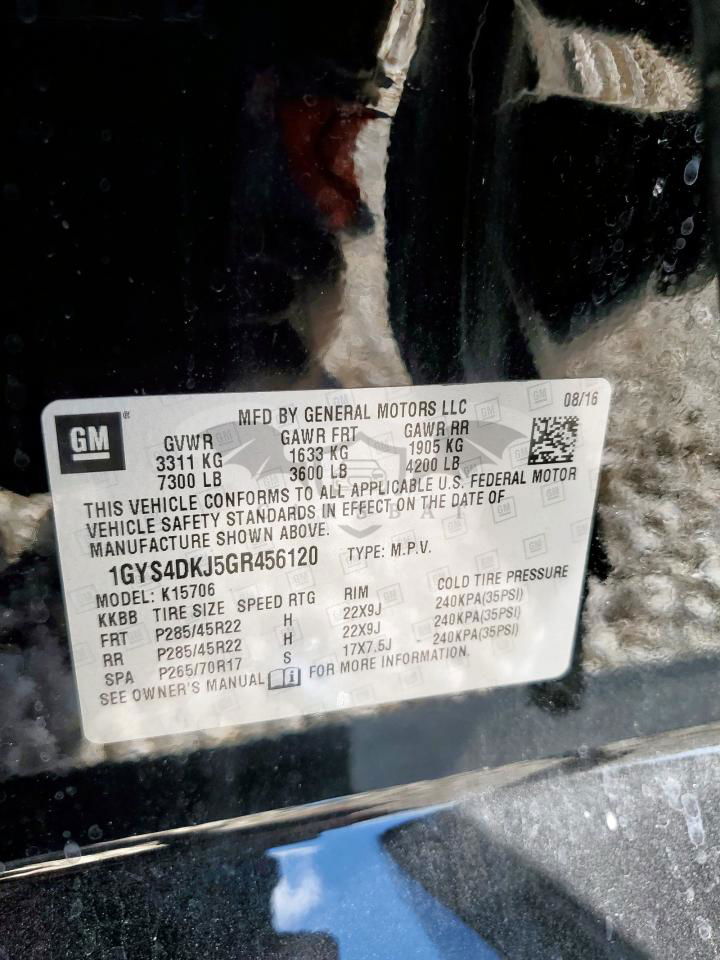 GM® MFD BY GENERAL MOTORS LLC 08/16
GVWR GAWR FRT GAWR RR
3311 KG 1633 KG 1905 KG
7300 LB 3600 LB 4200 LB
THIS VEHICLE CONFORMS TO ALL APPLICABLE U.S. FEDERAL MOTOR
VEHICLE SAFETY STANDARDS IN EFFECT ON THE DATE OF
MANUFACTURE SHOWN ABOVE.
1GYS4DKJ5GR456120 TYPE: M.P.V.
MODEL: K15706
KKBB TIRE SIZE SPEED RTG RIM COLD TIRE PRESSURE
FRT P285/45R22 H 22X9J 240KPA(35PSI)
RR P285/45R22 H 22X9J 240KPA(35PSI)
SPA P265/70R17 S 17X7.5J 240KPA(35PSI)
SEE OWNER'S MANUAL FOR MORE INFORMATION.